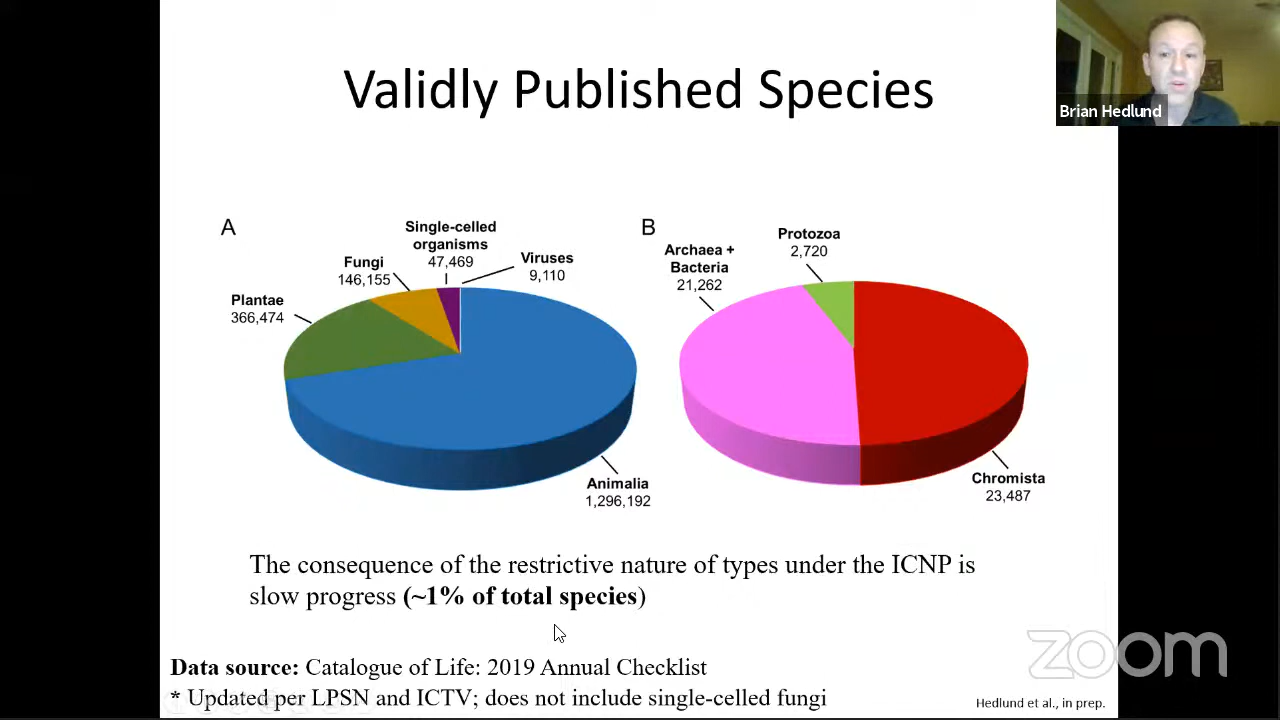 Validly Published Species
Brian Hedlund
A
Single-celled
organisms
47,469
Viruses
9,110
Fungi
146,155
Plantae
366,474
Animalia
1,296,192
B
Protozoa
2,720
Archaea +
Bacteria
21,262
Chromista
23,487
The consequence of the restrictive nature of types under the ICNP is
slow progress (~1% of total species)
Data source: Catalogue of Life: 2019 Annual Checklist
* Updated per LPSN and ICTV; does not include single-celled fungi
zoom
Hedlund et al., in prep.